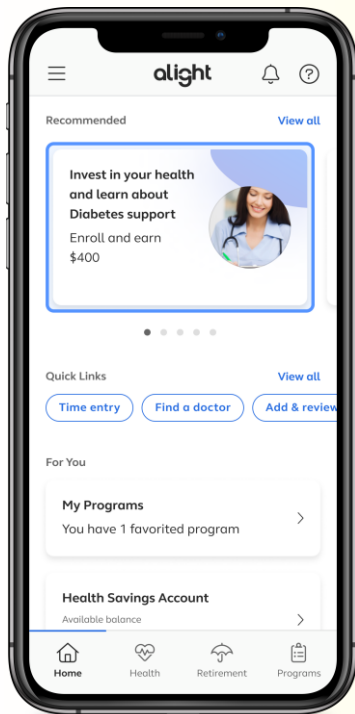 alight
Recommended
View all
Invest in your health
and learn about
Diabetes support
Enroll and earn
$400
Quick Links
View all
Time entry
Find a doctor
Add & review
For You
My Programs
You have 1 favorited program
Health Savings Account
Available balance
Home
Health
Retirement
Programs